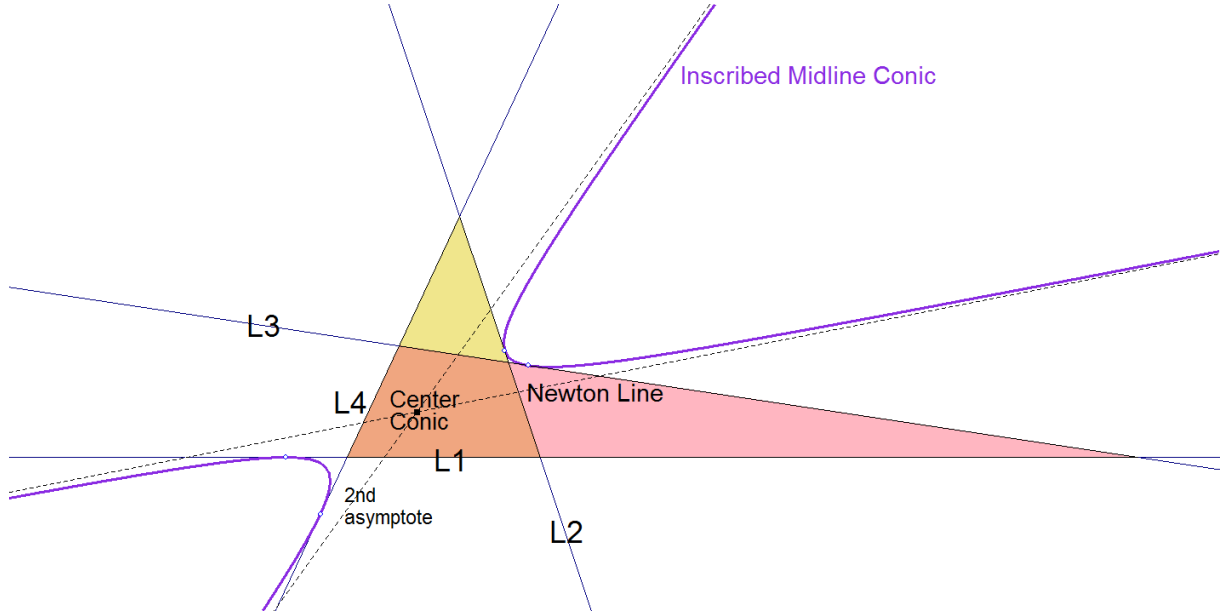 Inscribed Midline Conic
L3
L4
Center
Conic
Newton Line
L1
2nd
asymptote
L2